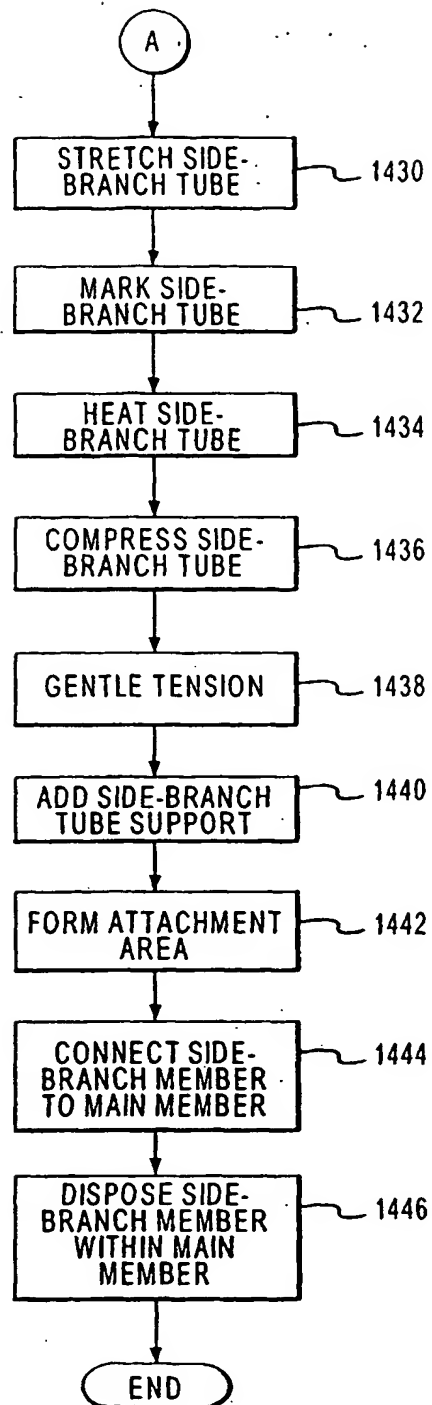 A
STRETCH SIDE-
BRANCH TUBE
1430
MARK SIDE-
BRANCH TUBE
1432
HEAT SIDE-
BRANCH TUBE
1434
COMPRESS SIDE-
BRANCH TUBE
1436
GENTLE TENSION
1438
ADD SIDE-BRANCH
TUBE SUPPORT
1440
FORM ATTACHMENT
AREA
1442
CONNECT SIDE-
BRANCH MEMBER
TO MAIN MEMBER
1444
DISPOSE SIDE-
BRANCH MEMBER
WITHIN MAIN
MEMBER
1446
END